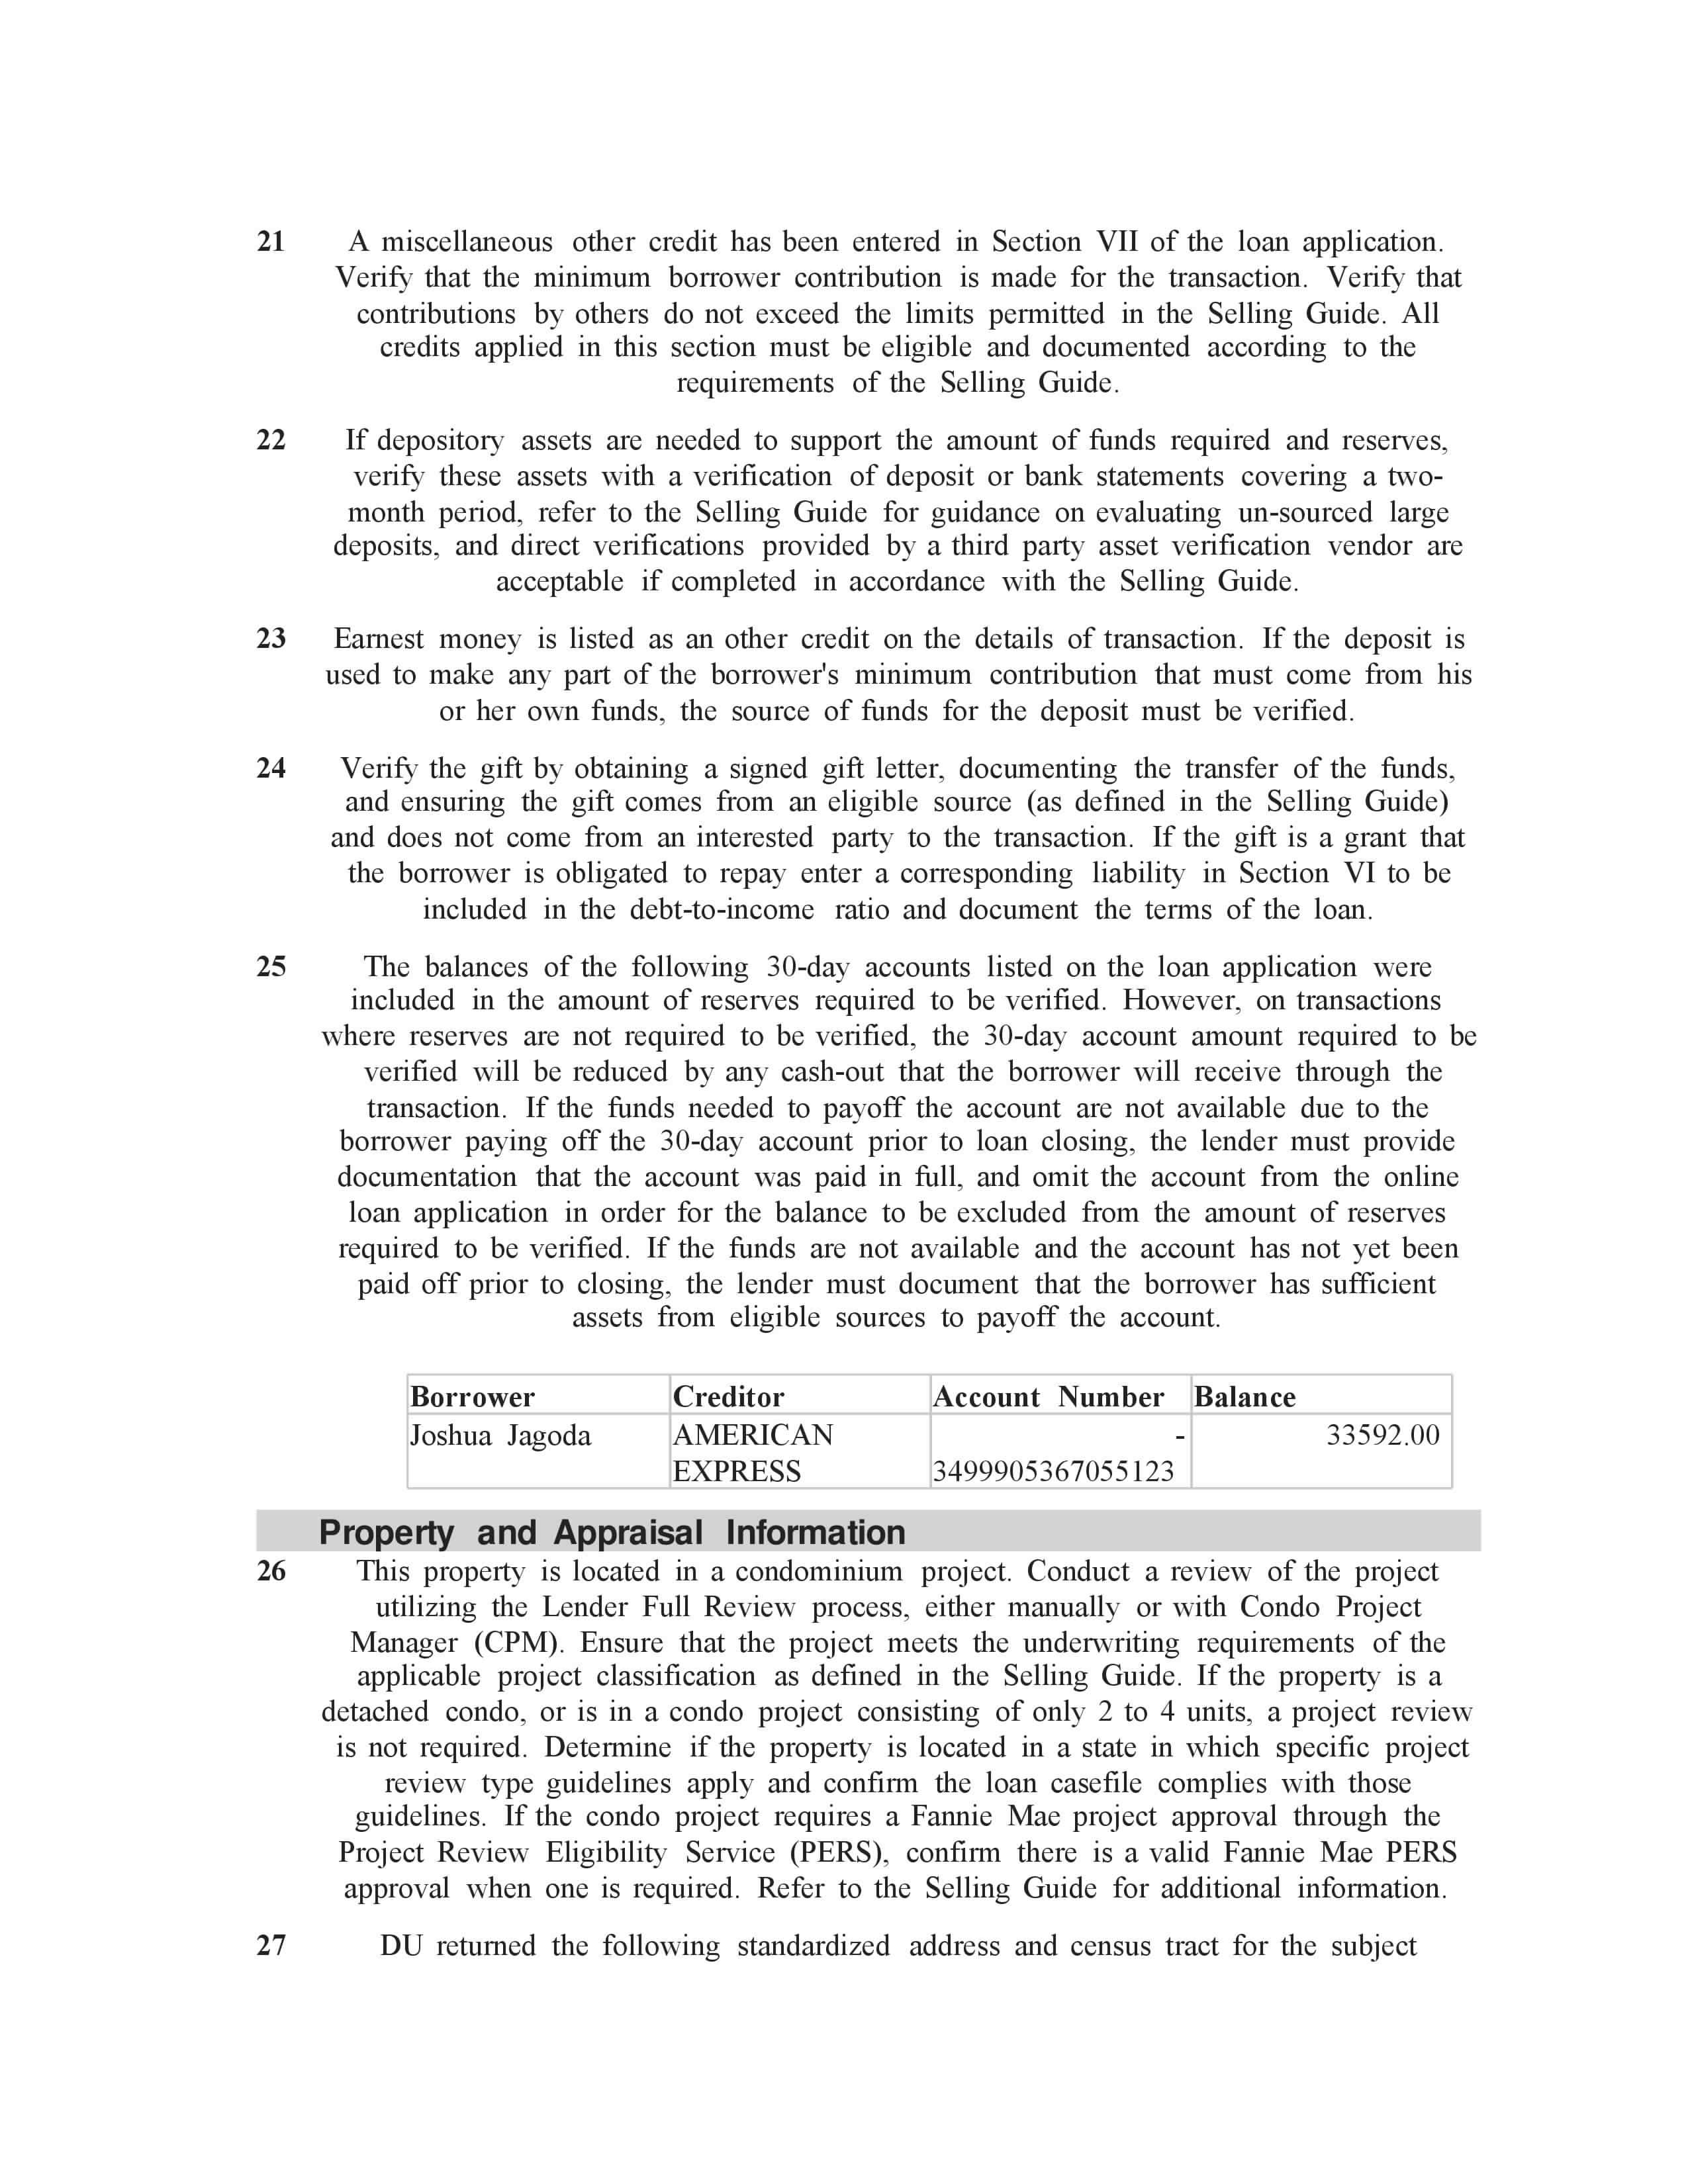 21 A miscellaneous other credit has been entered in Section VII of the loan application.
Verify that the minimum borrower contribution is made for the transaction. Verify that
contributions by others do not exceed the limits permitted in the Selling Guide. All
credits applied in this section must be eligible and documented according to the
requirements of the Selling Guide.
22 If depository assets are needed to support the amount of funds required and reserves,
verify these assets with a verification of deposit or bank statements covering a two-
month period, refer to the Selling Guide for guidance on evaluating un-sourced large
deposits, and direct verifications provided by a third party asset verification vendor are
acceptable if completed in accordance with the Selling Guide.
23 Earnest money is listed as an other credit on the details of transaction. If the deposit is
used to make any part of the borrower's minimum contribution that must come from his
or her own funds, the source of funds for the deposit must be verified.
24 Verify the gift by obtaining a signed gift letter, documenting the transfer of the funds,
and ensuring the gift comes from an eligible source (as defined in the Selling Guide)
and does not come from an interested party to the transaction. If the gift is a grant that
the borrower is obligated to repay enter a corresponding liability in Section VI to be
included in the debt-to-income ratio and document the terms of the loan.
25 The balances of the following 30-day accounts listed on the loan application were
included in the amount of reserves required to be verified. However, on transactions
where reserves are not required to be verified, the 30-day account amount required to be
verified will be reduced by any cash-out that the borrower will receive through the
transaction. If the funds needed to payoff the account are not available due to the
borrower paying off the 30-day account prior to loan closing, the lender must provide
documentation that the account was paid in full, and omit the account from the online
loan application in order for the balance to be excluded from the amount of reserves
required to be verified. If the funds are not available and the account has not yet been
paid off prior to closing, the lender must document that the borrower has sufficient
assets from eligible sources to payoff the account.
Borrower Creditor Account Number Balance
Joshua Jagoda AMERICAN - 33592.00
EXPRESS 3499905367055123
Property and Appraisal Information
26 This property is located in a condominium project. Conduct a review of the project
utilizing the Lender Full Review process, either manually or with Condo Project
Manager (CPM). Ensure that the project meets the underwriting requirements of the
applicable project classification as defined in the Selling Guide. If the property is a
detached condo, or is in a condo project consisting of only 2 to 4 units, a project review
is not required. Determine if the property is located in a state in which specific project
review type guidelines apply and confirm the loan casefile complies with those
guidelines. If the condo project requires a Fannie Mae project approval through the
Project Review Eligibility Service (PERS), confirm there is a valid Fannie Mae PERS
approval when one is required. Refer to the Selling Guide for additional information.
27 DU returned the following standardized address and census tract for the subject